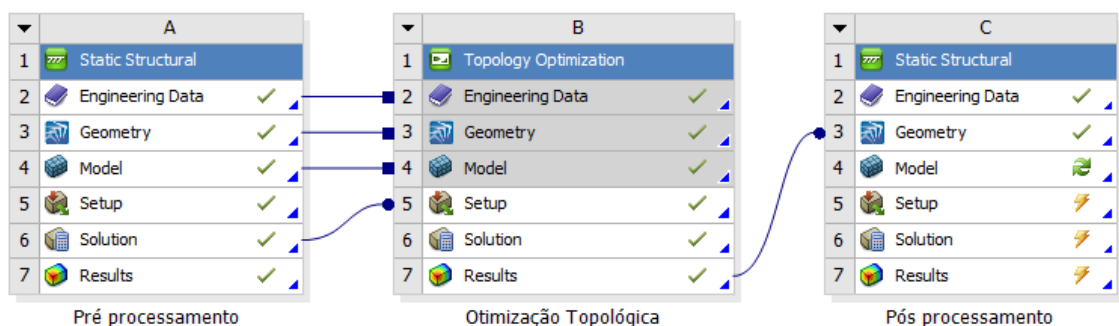 A
1 Static Structural
2 Engineering Data
3 Geometry
4 Model
5 Setup
6 Solution
7 Results
Pré processamento
B
1 Topology Optimization
2 Engineering Data
3 Geometry
4 Model
5 Setup
6 Solution
7 Results
Otimização Topológica
C
1 Static Structural
2 Engineering Data
3 Geometry
4 Model
5 Setup
6 Solution
7 Results
Pós processamento